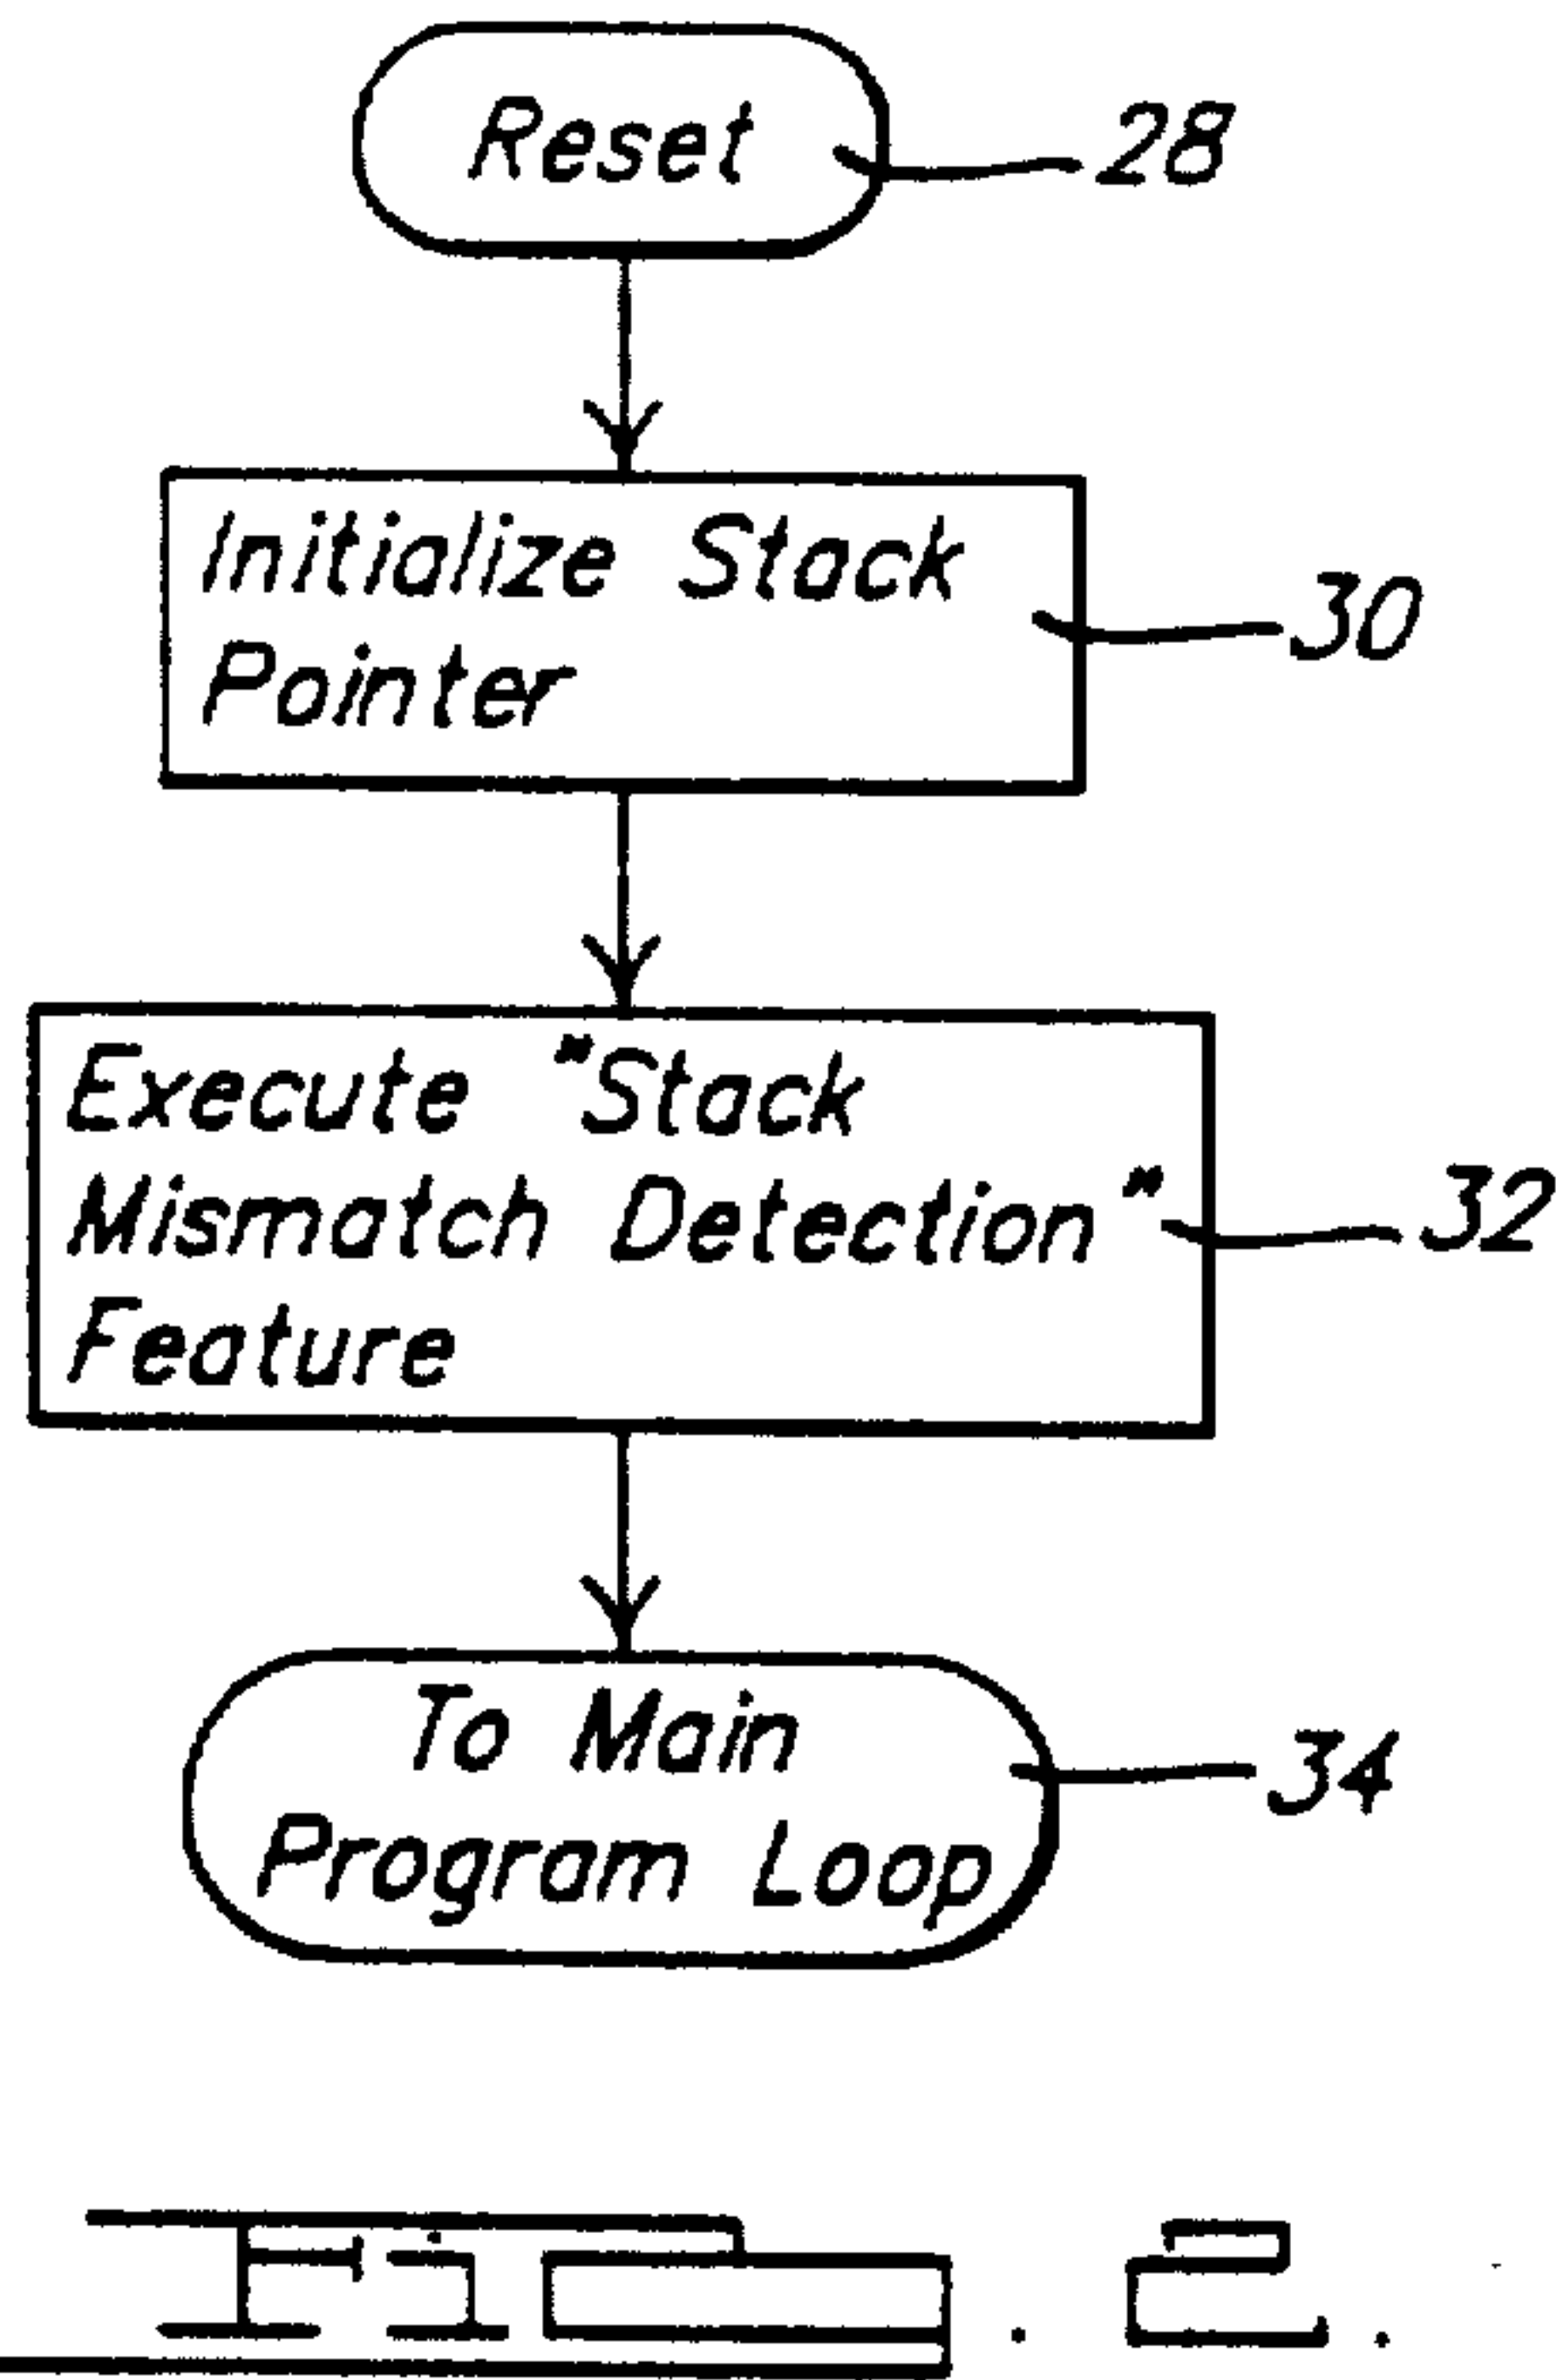 Reset
28
Initialize Stack
30
Pointer
Execute "Stack
Mismatch Detection"
32
Feature
To Main
34
Program Loop
Fig. 2.